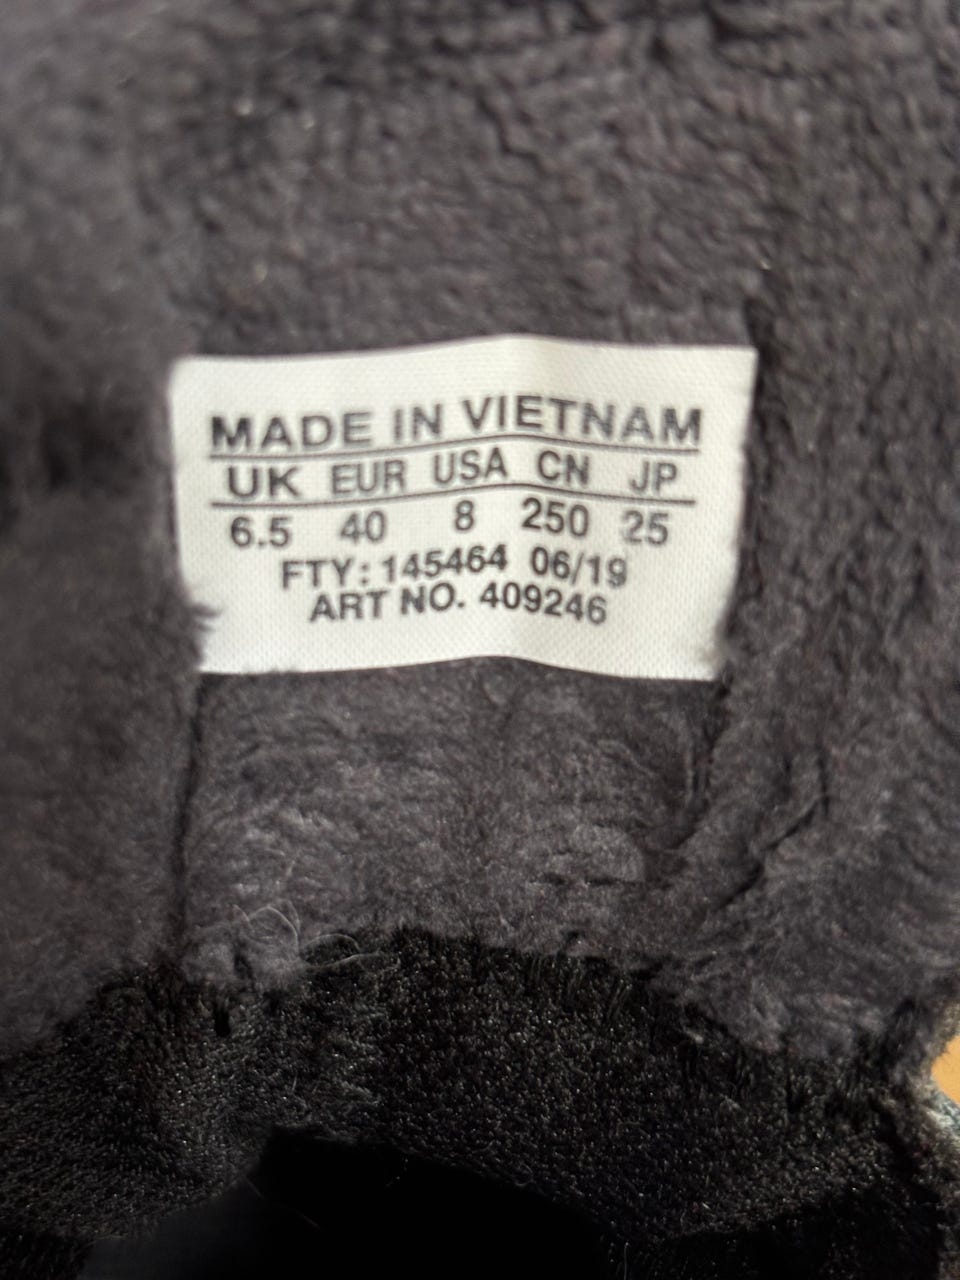 MADE IN VIETNAM
UK EUR USA CN JP
6.5 40 8 250 25
FTY: 145464 06/19
ART NO. 409246